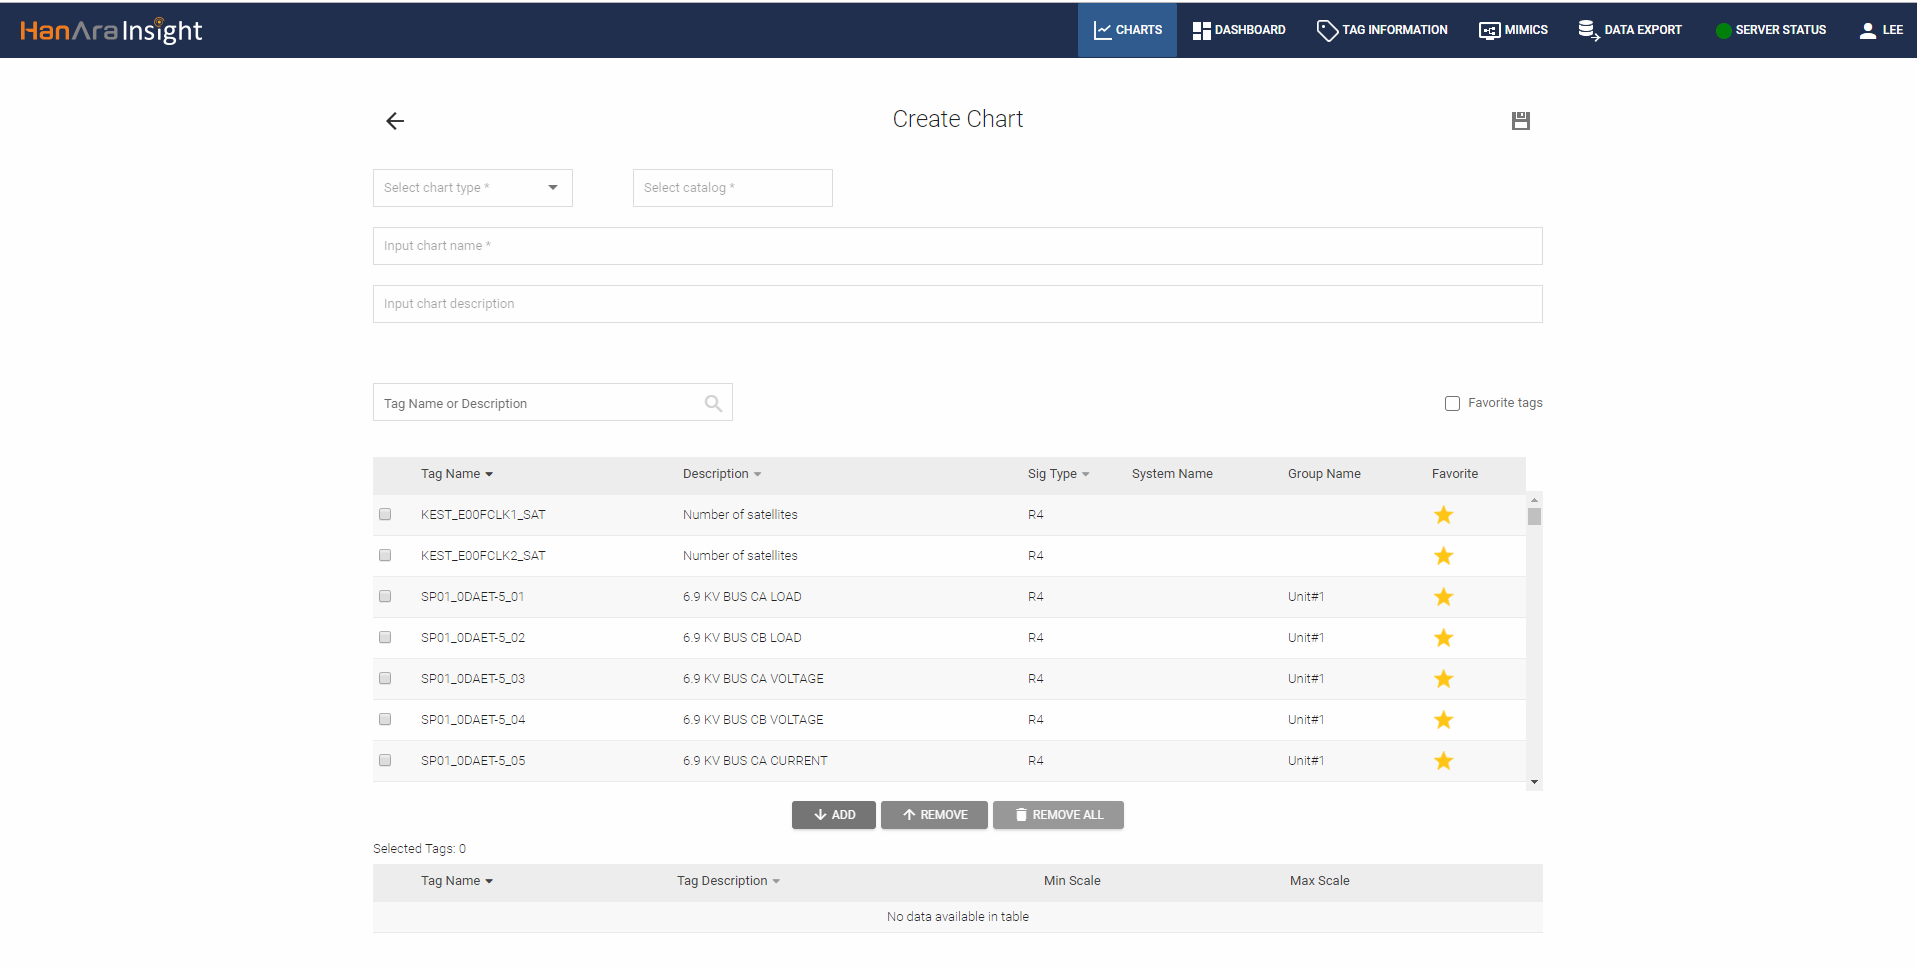 HanAra Insight CHARTS DASHBOARD TAG INFORMATION MIMICS DATA EXPORT SERVER STATUS LEE
Create Chart
Select chart type * Select catalog *
Input chart name *
Input chart description
Tag Name or Description Favorite tags
Tag Name Description Sig Type System Name Group Name Favorite
KEST_E00FCLK1_SAT Number of satellites R4
KEST_E00FCLK2_SAT Number of satellites R4
SP01_0DAET-5_01 6.9 KV BUS CA LOAD R4 Unit#1
SP01_0DAET-5_02 6.9 KV BUS CB LOAD R4 Unit#1
SP01_0DAET-5_03 6.9 KV BUS CA VOLTAGE R4 Unit#1
SP01_0DAET-5_04 6.9 KV BUS CB VOLTAGE R4 Unit#1
SP01_0DAET-5_05 6.9 KV BUS CA CURRENT R4 Unit#1
ADD REMOVE REMOVE ALL
Selected Tags: 0
Tag Name Tag Description Min Scale Max Scale
No data available in table